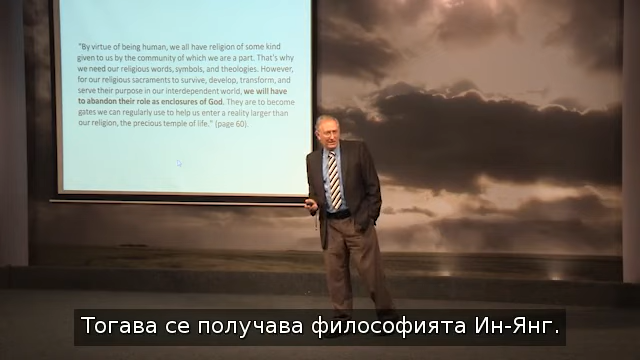 "By virtue of being human, we all have religion of some kind
given to us by the community of which we are a part. That's why
we need our religious words, symbols, and theologies. However,
for our religious sacraments to survive, develop, transform, and
serve their purpose in our interdependent world, we will have
to abandon their role as enclosures of God. They are to become
gates we can regularly use to help us enter a reality larger than
our religion, the precious temple of life." (page 60)
Тогава се получава философията Ин-Янг.